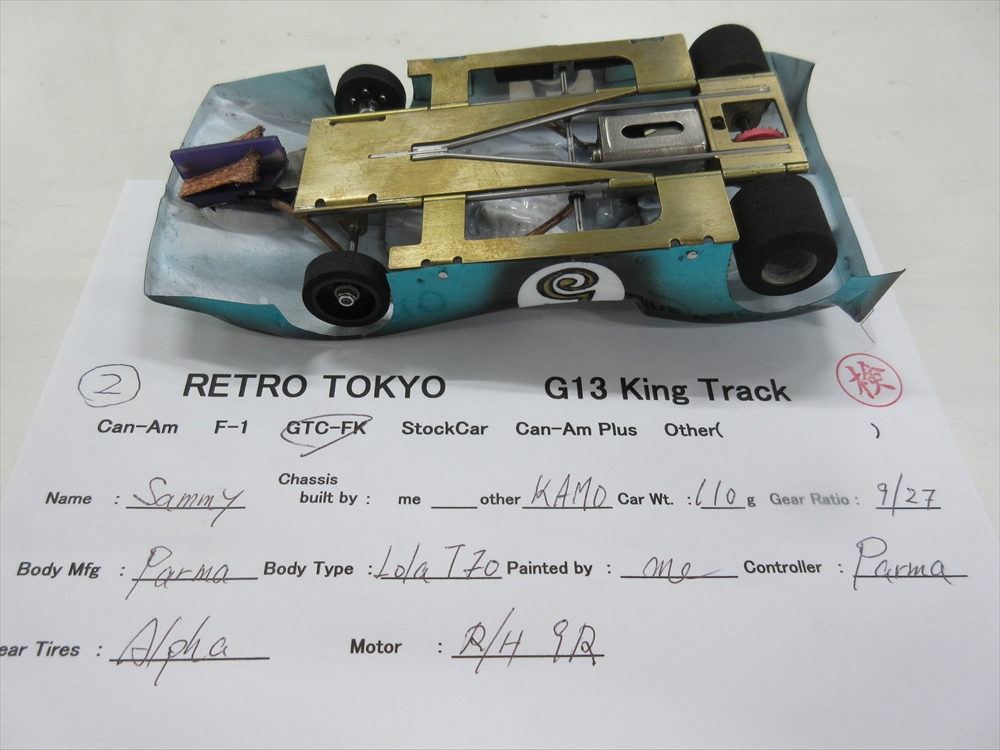 ② RETRO TOKYO G13 King Track 検
Can-Am F-1 GTC-FK StockCar Can-Am Plus Other( )
Name : Sammy Chassis built by : me ___ other KAMO Car Wt. : 110 g Gear Ratio : 9/27
Body Mfg : Parma Body Type : Lola T70 Painted by : me Controller : Parma
ear Tires : Alpha Motor : R/H 9R